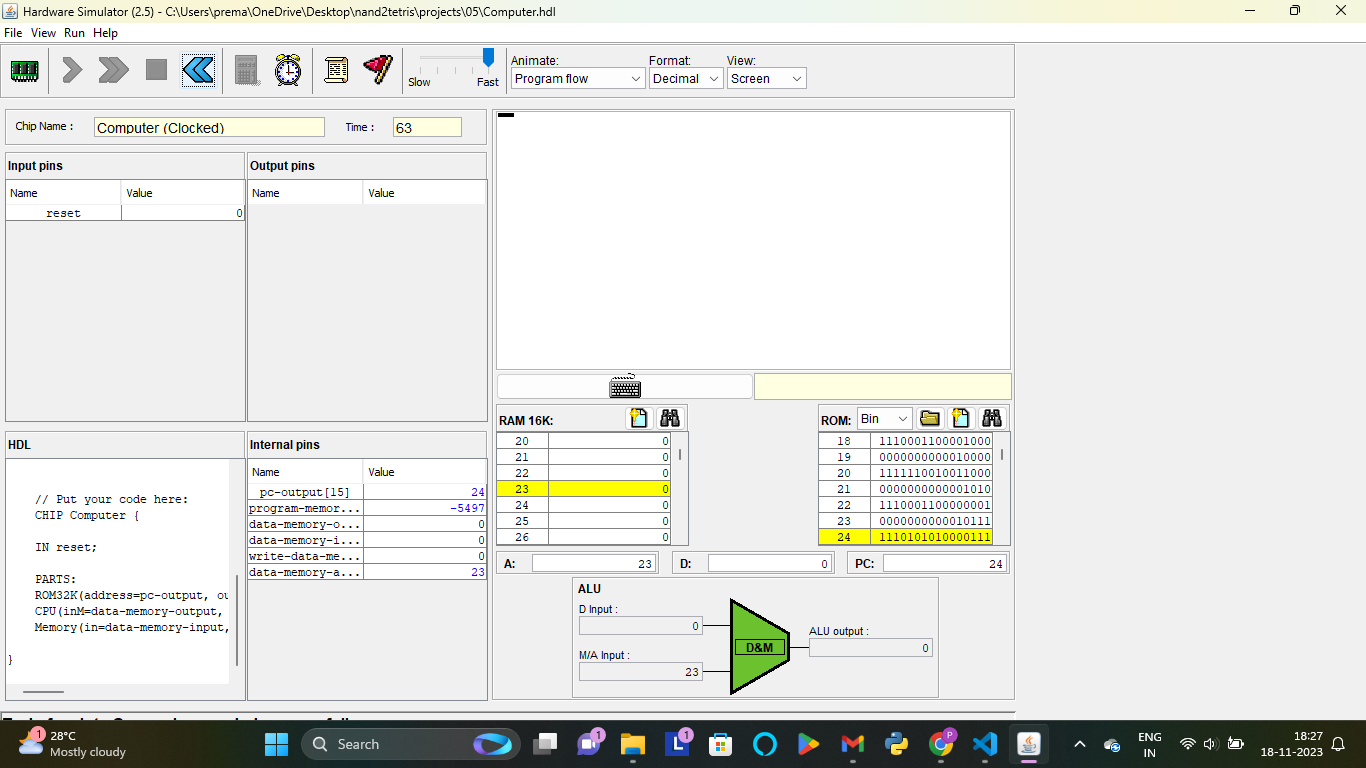 Hardware Simulator (2.5) - C:\Users\prema\OneDrive\Desktop\nand2tetris\projects\05\Computer.hdl
File View Run Help
Slow Fast
Animate: Format: View:
Program flow Decimal Screen
Chip Name : Computer (Clocked) Time : 63
Input pins
Name Value
reset 0
Output pins
Name Value
HDL
// Put your code here:
CHIP Computer {
IN reset;
PARTS:
ROM32K(address=pc-output, ou
CPU(inM=data-memory-output,
Memory(in=data-memory-input,
}
Internal pins
Name Value
pc-output[15] 24
program-memor... -5497
data-memory-o... 0
data-memory-i... 0
write-data-me... 0
data-memory-a... 23
RAM 16K:
20 0
21 0
22 0
23 0
24 0
25 0
26 0
ROM: Bin
18 1110001100001000
19 0000000000010000
20 1111110010011000
21 0000000000001010
22 1110001100000001
23 0000000000010111
24 1110101010000111
A: 23 D: 0 PC: 24
ALU
D Input :
0
M/A Input :
23
D&M
ALU output :
0
1
28°C
Mostly cloudy
Search
1
L 1
P
ENG
IN
18:27
18-11-2023